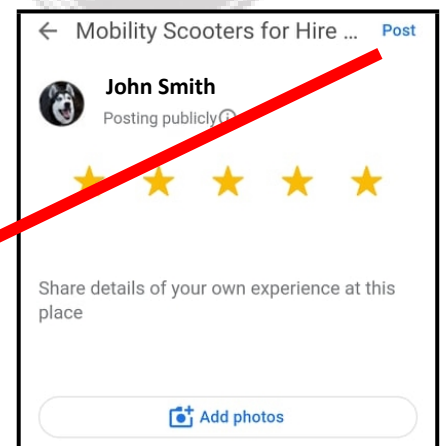 Mobility Scooters for Hire ... Post
John Smith
Posting publicly
Share details of your own experience at this
place
Add photos